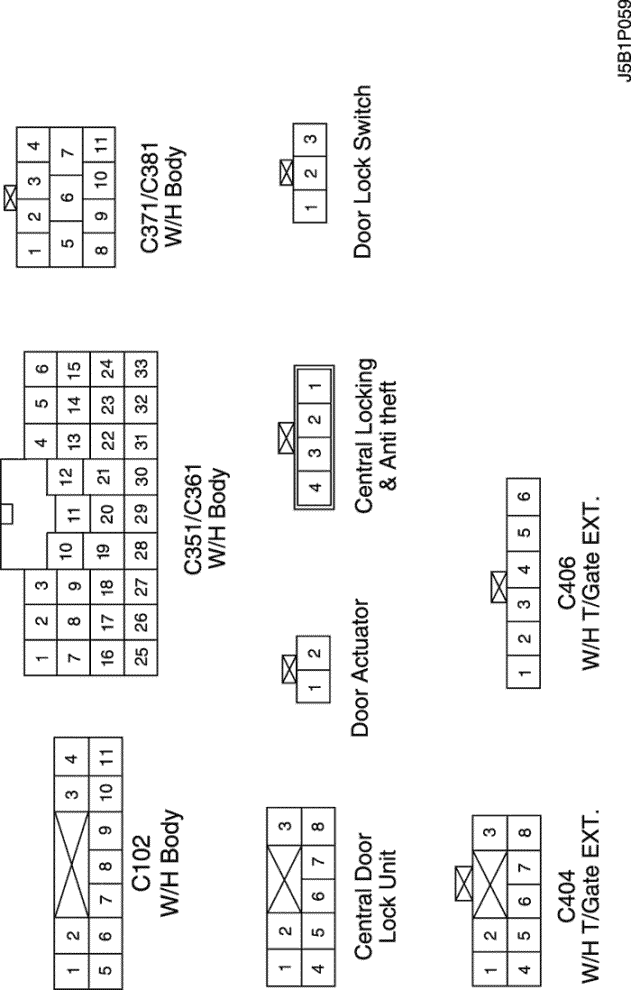 1 2 3 4
5 6 7 8 9 10 11
C102
W/H Body
1 2 3 4 5 6
7 8 9 10 11 12 13 14 15
16 17 18 19 20 21 22 23 24
25 26 27 28 29 30 31 32 33
C351/C361
W/H Body
1 2 3 4
5 6 7
8 9 10 11
C371/C381
W/H Body
1 2 3
4 5 6 7 8
Central Door
Lock Unit
1 2
Door Actuator
4 3 2 1
Central Locking
& Anti theft
1 2 3
Door Lock Switch
1 2 3
4 5 6 7 8
C404
W/H T/Gate EXT.
1 2 3 4 5 6
C406
W/H T/Gate EXT.
J5B1P059